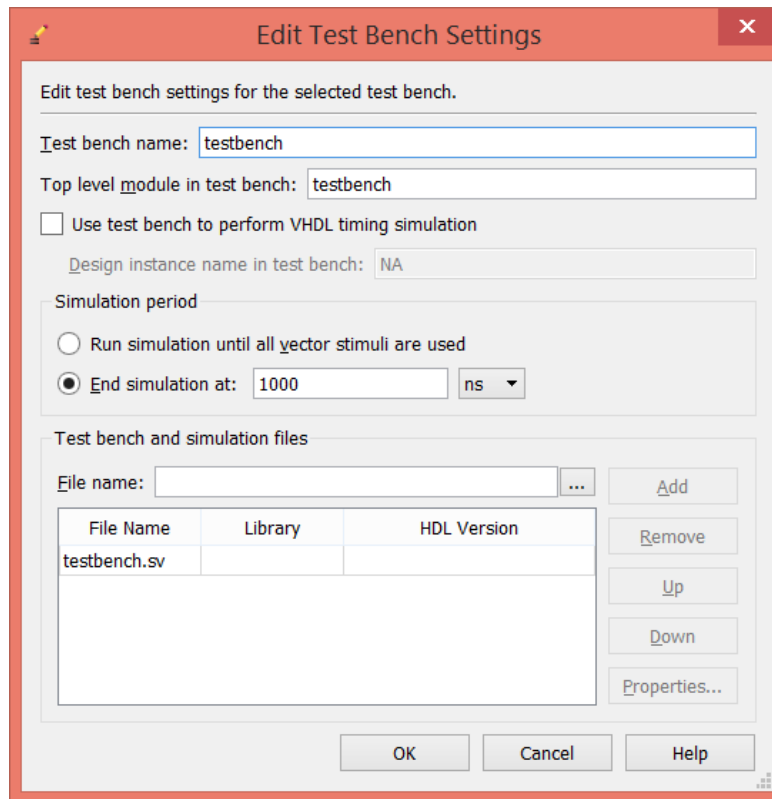 Edit Test Bench Settings
Edit test bench settings for the selected test bench.
Test bench name: testbench
Top level module in test bench: testbench
Use test bench to perform VHDL timing simulation
Design instance name in test bench: NA
Simulation period
Run simulation until all vector stimuli are used
End simulation at: 1000 ns
Test bench and simulation files
File name: ... Add
File Name Library HDL Version
Remove
testbench.sv
Up
Down
Properties...
OK Cancel Help